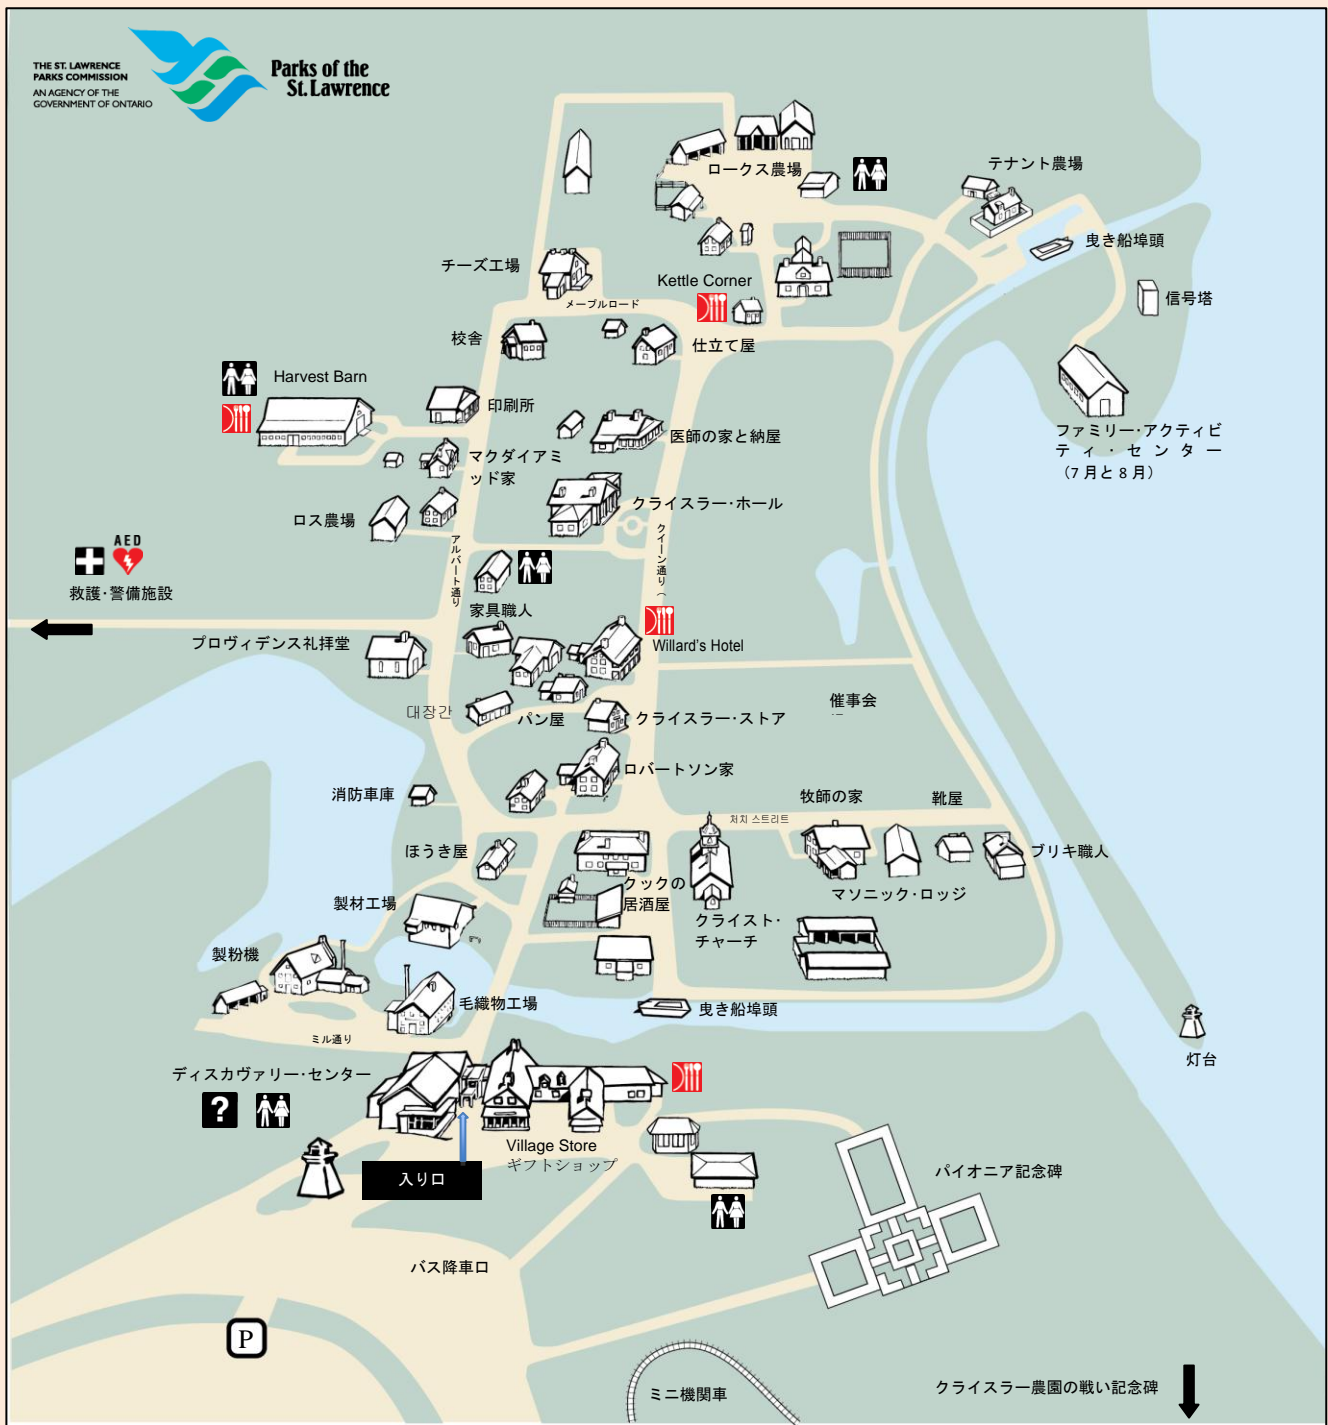 THE ST. LAWRENCE
PARKS COMMISSION
AN AGENCY OF THE
GOVERNMENT OF ONTARIO
Parks of the
St. Lawrence
ロークス農場
テナント農場
曳き船埠頭
チーズ工場
Kettle Corner
信号塔
メープルロード
校舎
仕立て屋
Harvest Barn
印刷所
医師の家と納屋
ファミリー・アクティビ
ティ・センター
（7月と8月）
マクダイアミ
ッド家
クライスラー・ホール
ロス農場
クイーン通り（
アルバート通り
AED
救護・警備施設
家具職人
プロヴィデンス礼拝堂
Willard's Hotel
催事会
대장간
パン屋
クライスラー・ストア
ロバートソン家
消防車庫
牧師の家
靴屋
처치 스트리트
ほうき屋
ブリキ職人
クックの
居酒屋
マソニック・ロッジ
製材工場
クライスト・
チャーチ
製粉機
毛織物工場
曳き船埠頭
ミル通り
灯台
ディスカヴァリー・センター
?
Village Store
ギフトショップ
入り口
パイオニア記念碑
バス降車口
P
ミニ機関車
クライスラー農園の戦い記念碑